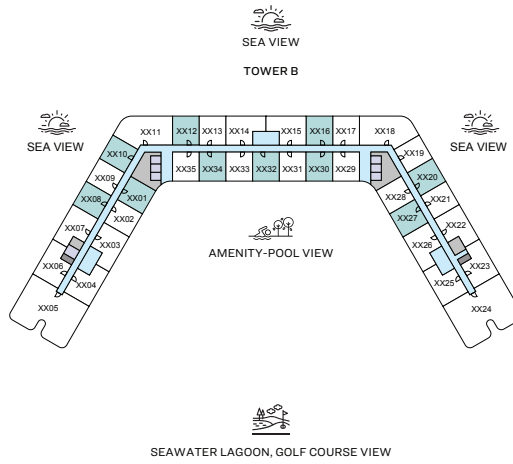 SEA VIEW
TOWER B
SEA VIEW
SEA VIEW
XX11
XX12
XX13
XX14
XX15
XX16
XX17
XX18
XX10
XX35
XX34
XX33
XX32
XX31
XX30
XX29
XX19
XX09
XX01
XX28
XX20
XX08
XX02
XX27
XX21
XX07
XX03
XX26
XX22
XX06
XX04
XX25
XX23
XX05
XX24
AMENITY-POOL VIEW
SEAWATER LAGOON, GOLF COURSE VIEW